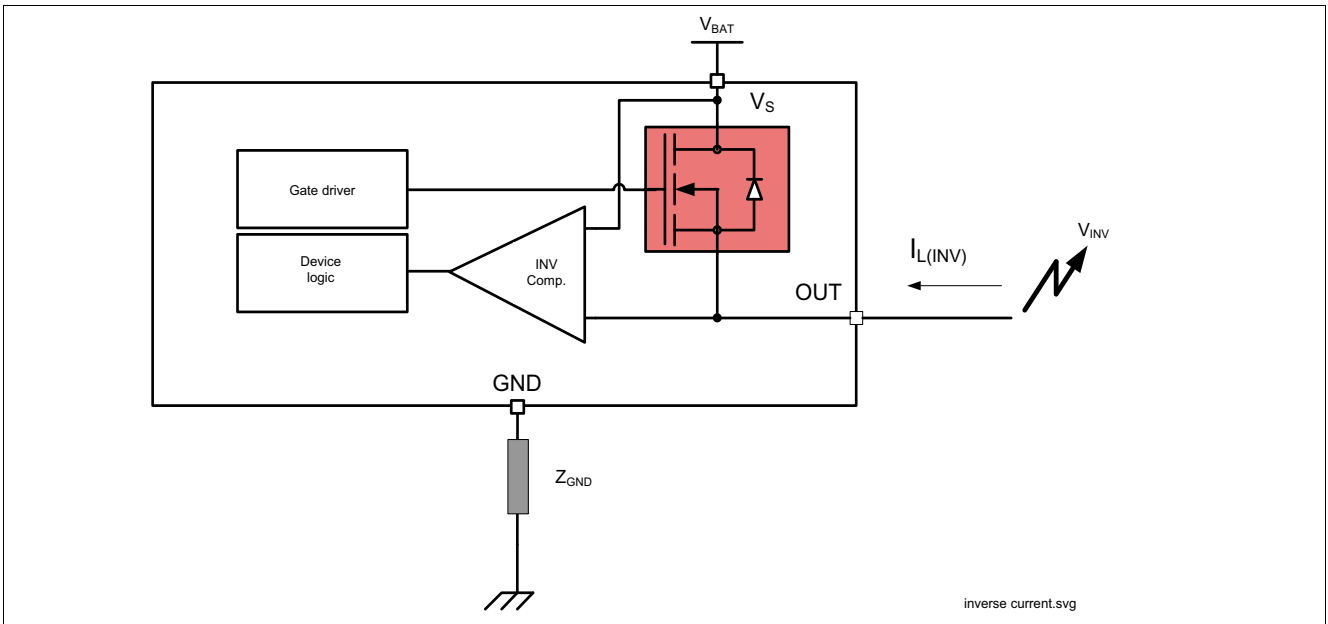 VBAT
VS
Gate driver
Device
logic
INV
Comp.
IL(INV)
VINV
OUT
GND
ZGND
inverse current.svg